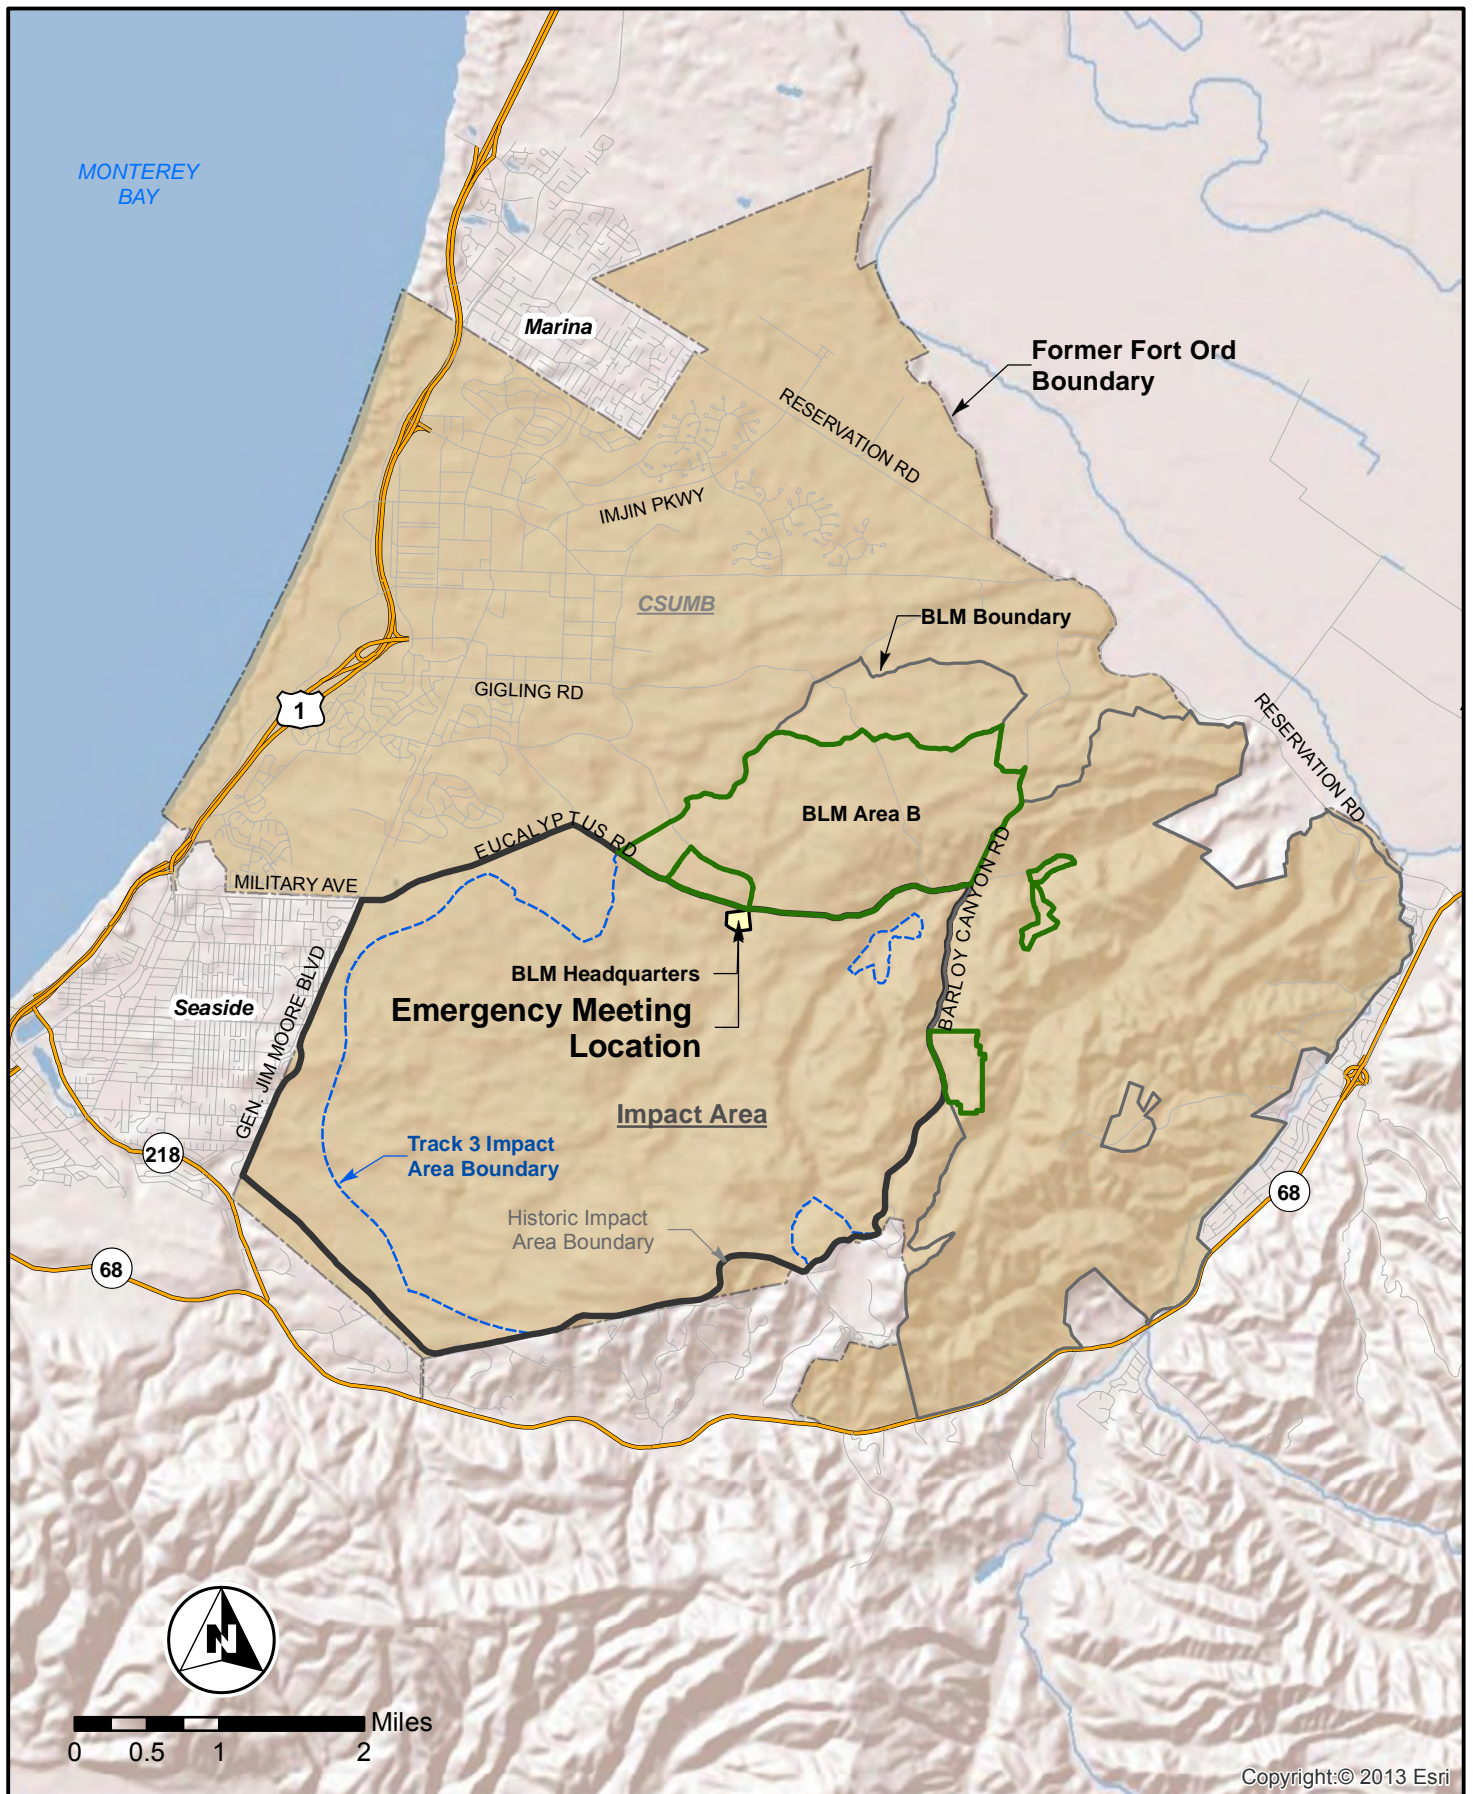 MONTEREY
BAY
Marina
Former Fort Ord
Boundary
RESERVATION RD
IMJIN PKWY
CSUMB
BLM Boundary
GIGLING RD
1
RESERVATION RD
BLM Area B
EUCALYPTUS RD
MILITARY AVE
BARLOY CANYON RD
BLM Headquarters
Emergency Meeting
Location
Seaside
GEN. JIM MOORE BLVD
Impact Area
Track 3 Impact
Area Boundary
218
68
Historic Impact
Area Boundary
68
N
Miles
0 0.5 1 2
Copyright:© 2013 Esri